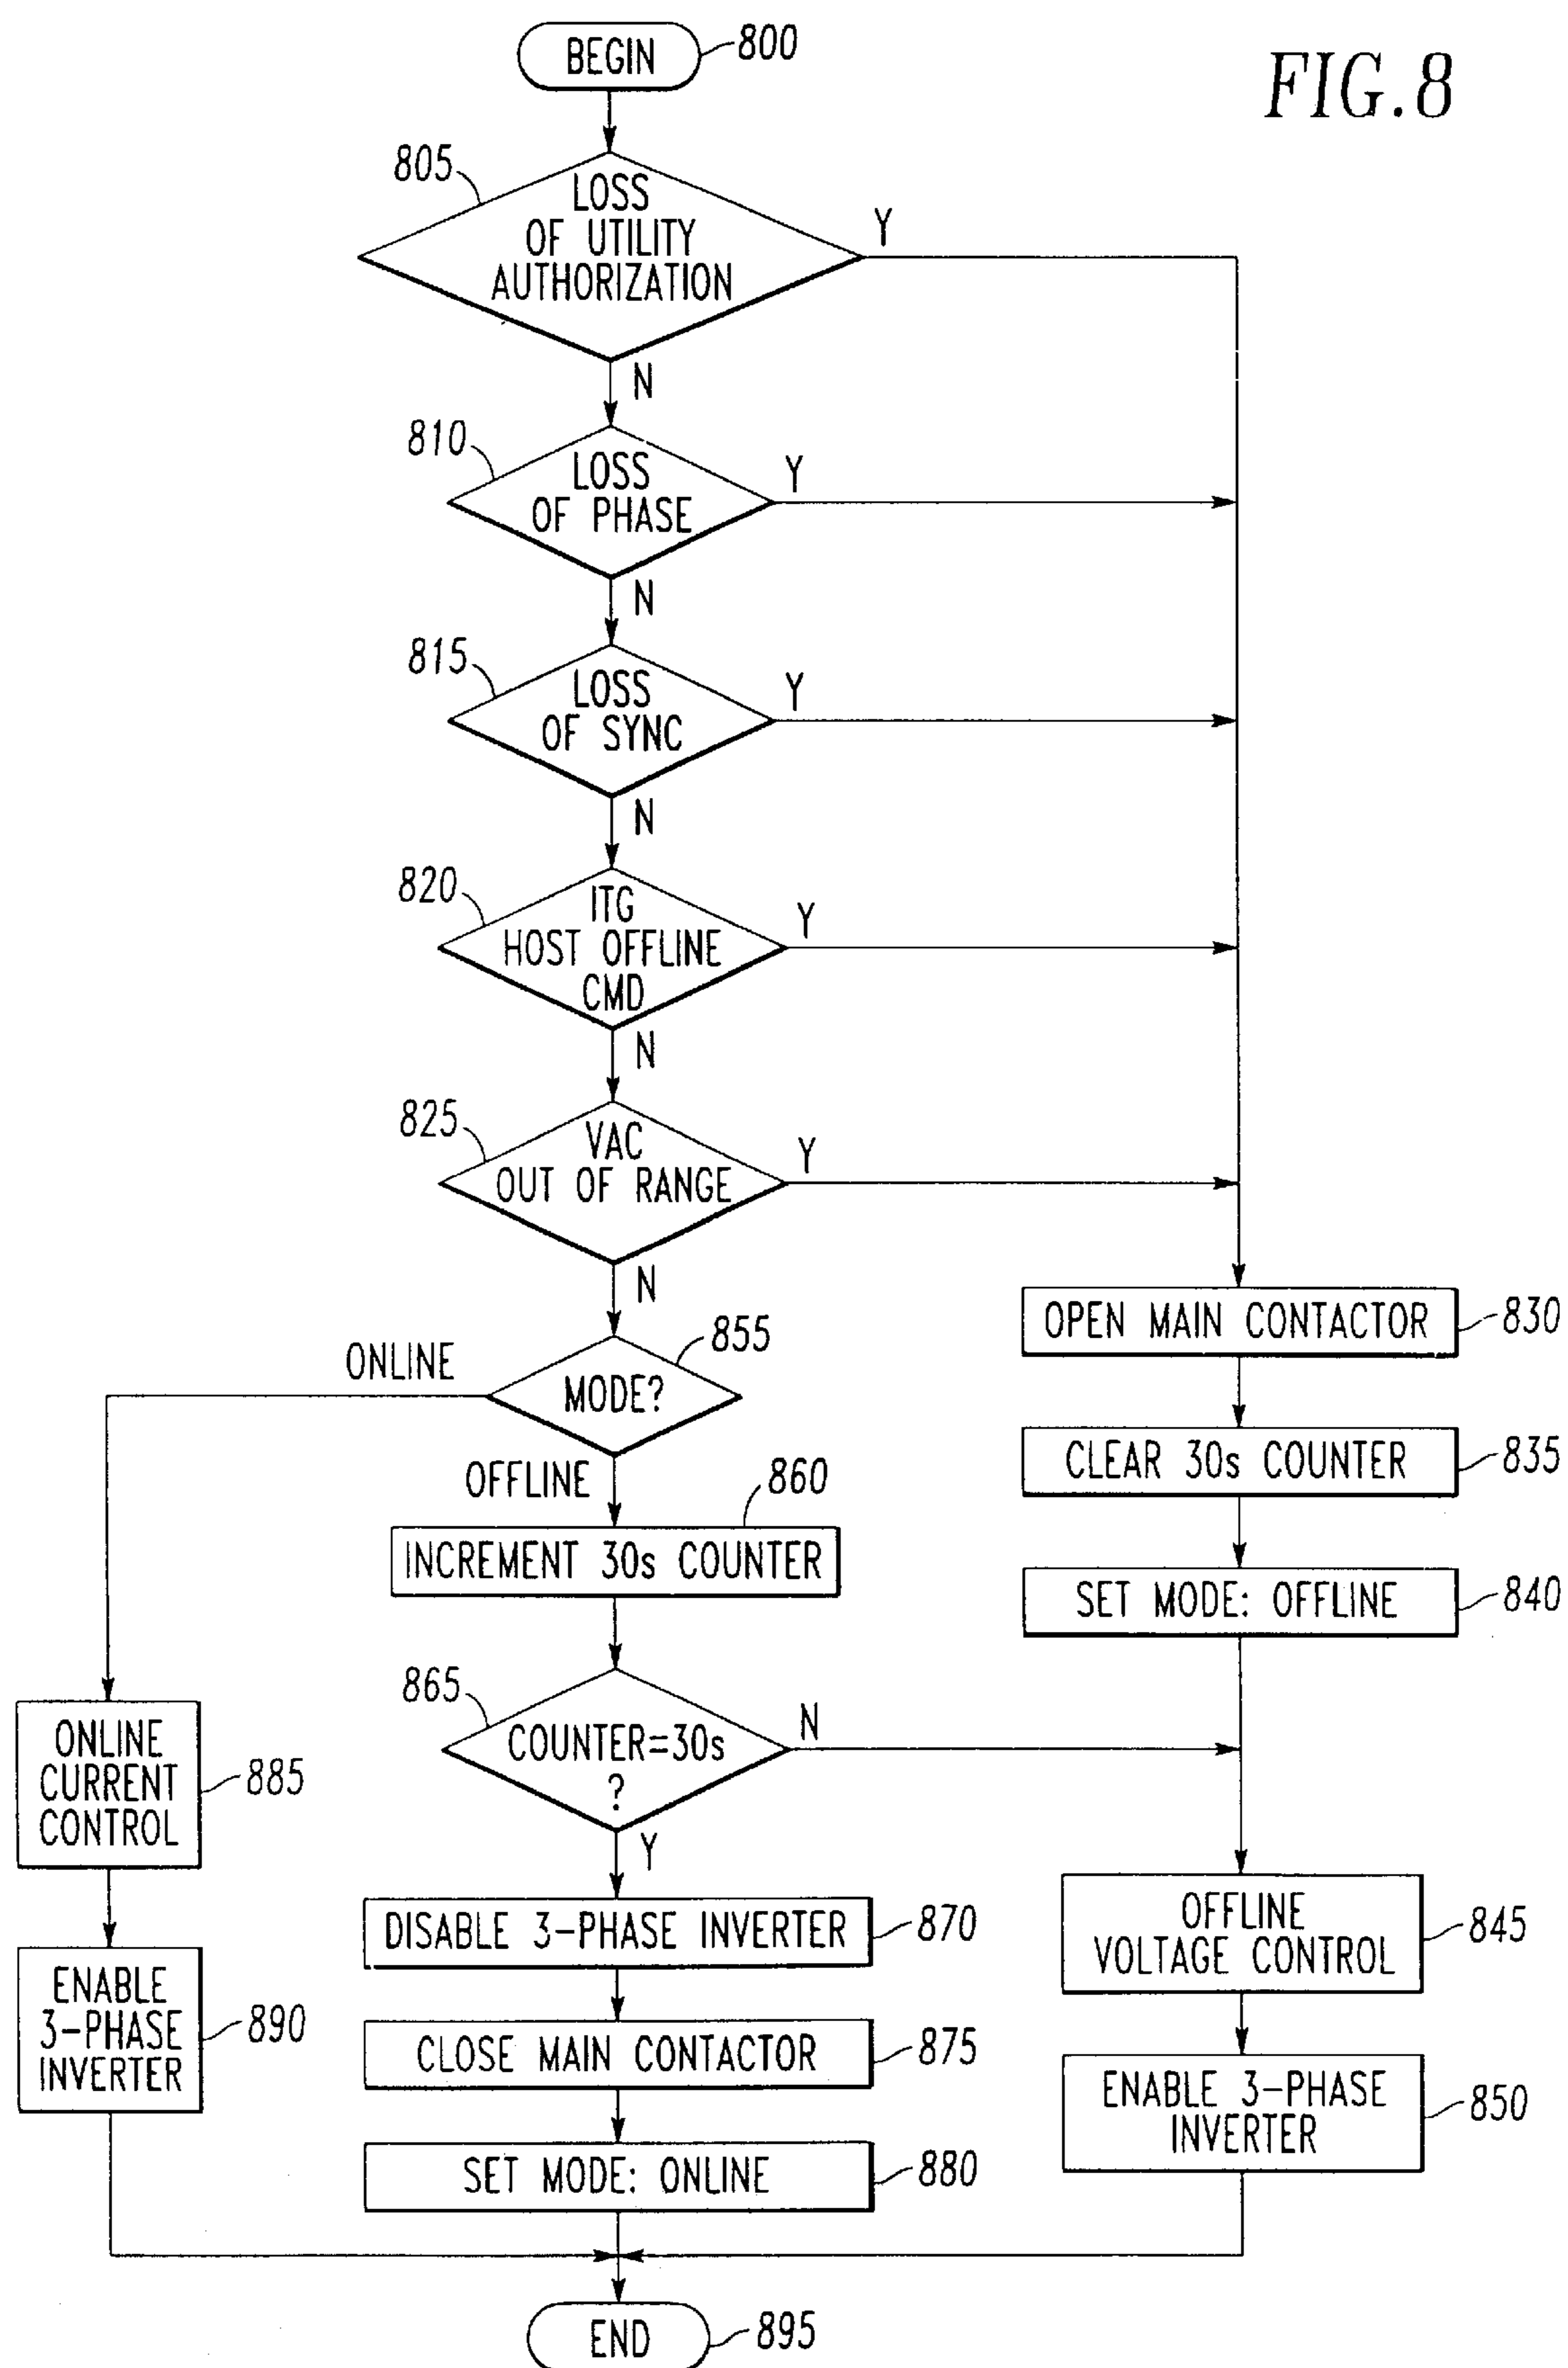 FIG.8
BEGIN
800
805
LOSS
OF UTILITY
AUTHORIZATION
Y
N
810
LOSS
OF PHASE
Y
N
815
LOSS
OF SYNC
Y
N
820
ITG
HOST OFFLINE
CMD
Y
N
825
VAC
OUT OF RANGE
Y
N
OPEN MAIN CONTACTOR
830
855
MODE?
ONLINE
OFFLINE
CLEAR 30s COUNTER
835
860
INCREMENT 30s COUNTER
SET MODE: OFFLINE
840
865
COUNTER=30s
?
N
Y
ONLINE
CURRENT
CONTROL
885
DISABLE 3-PHASE INVERTER
870
OFFLINE
VOLTAGE CONTROL
845
ENABLE
3-PHASE
INVERTER
890
CLOSE MAIN CONTACTOR
875
ENABLE 3-PHASE
INVERTER
850
SET MODE: ONLINE
880
END
895